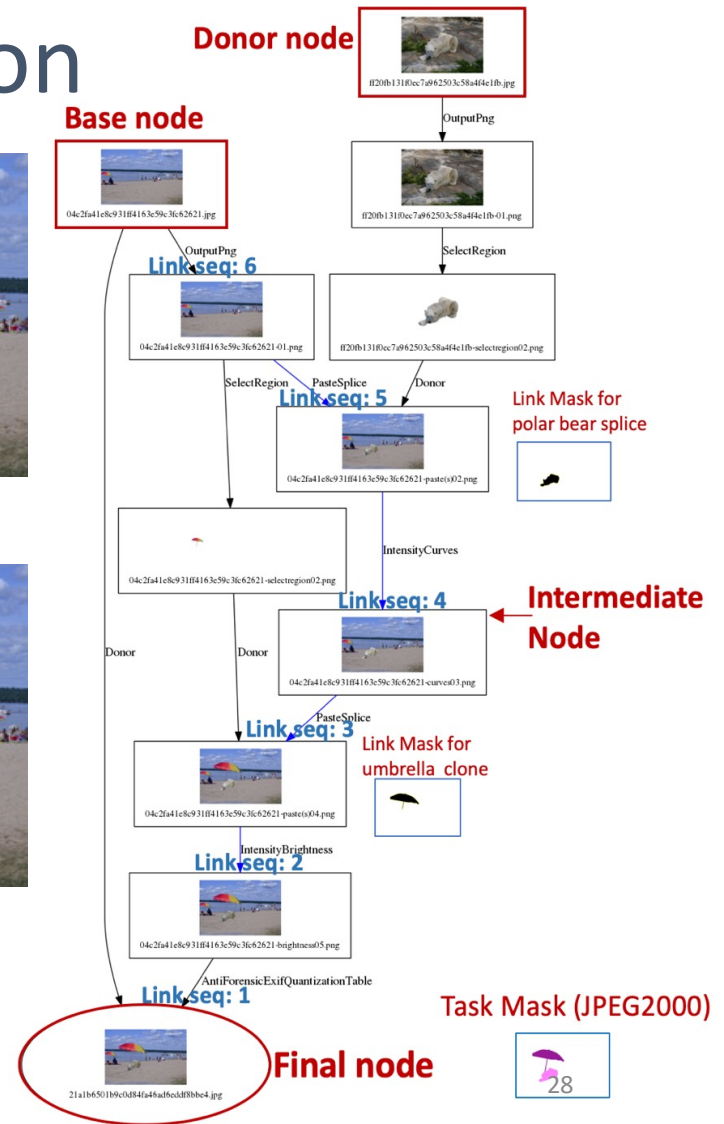 on
Donor node
ff20fb131f0ec7a962503c58a4f4e1fb.jpg
OutputPng
Base node
04c2fa41e8c931ff4163e59c3fc62621.jpg
ff20fb131f0ec7a962503c58a4f4e1fb-01.png
OutputPng
SelectRegion
Link seq: 6
04c2fa41e8c931ff4163e59c3fc62621-01.png
ff20fb131f0ec7a962503c58a4f4e1fb-selectregion02.png
SelectRegion
PasteSplice
Donor
Link seq: 5
04c2fa41e8c931ff4163e59c3fc62621-paste(s)02.png
Link Mask for
polar bear splice
IntensityCurves
04c2fa41e8c931ff4163e59c3fc62621-selectregion02.png
Link seq: 4
04c2fa41e8c931ff4163e59c3fc62621-curves03.png
Intermediate
Node
Donor
Donor
PasteSplice
Link seq: 3
04c2fa41e8c931ff4163e59c3fc62621-paste(s)04.png
Link Mask for
umbrella clone
IntensityBrightness
Link seq: 2
04c2fa41e8c931ff4163e59c3fc62621-brightness05.png
AntiForensicExifQuantizationTable
Link seq: 1
21a1b6501b9c0d84fa46ad6eddf8bbe4.jpg
Final node
Task Mask (JPEG2000)
28